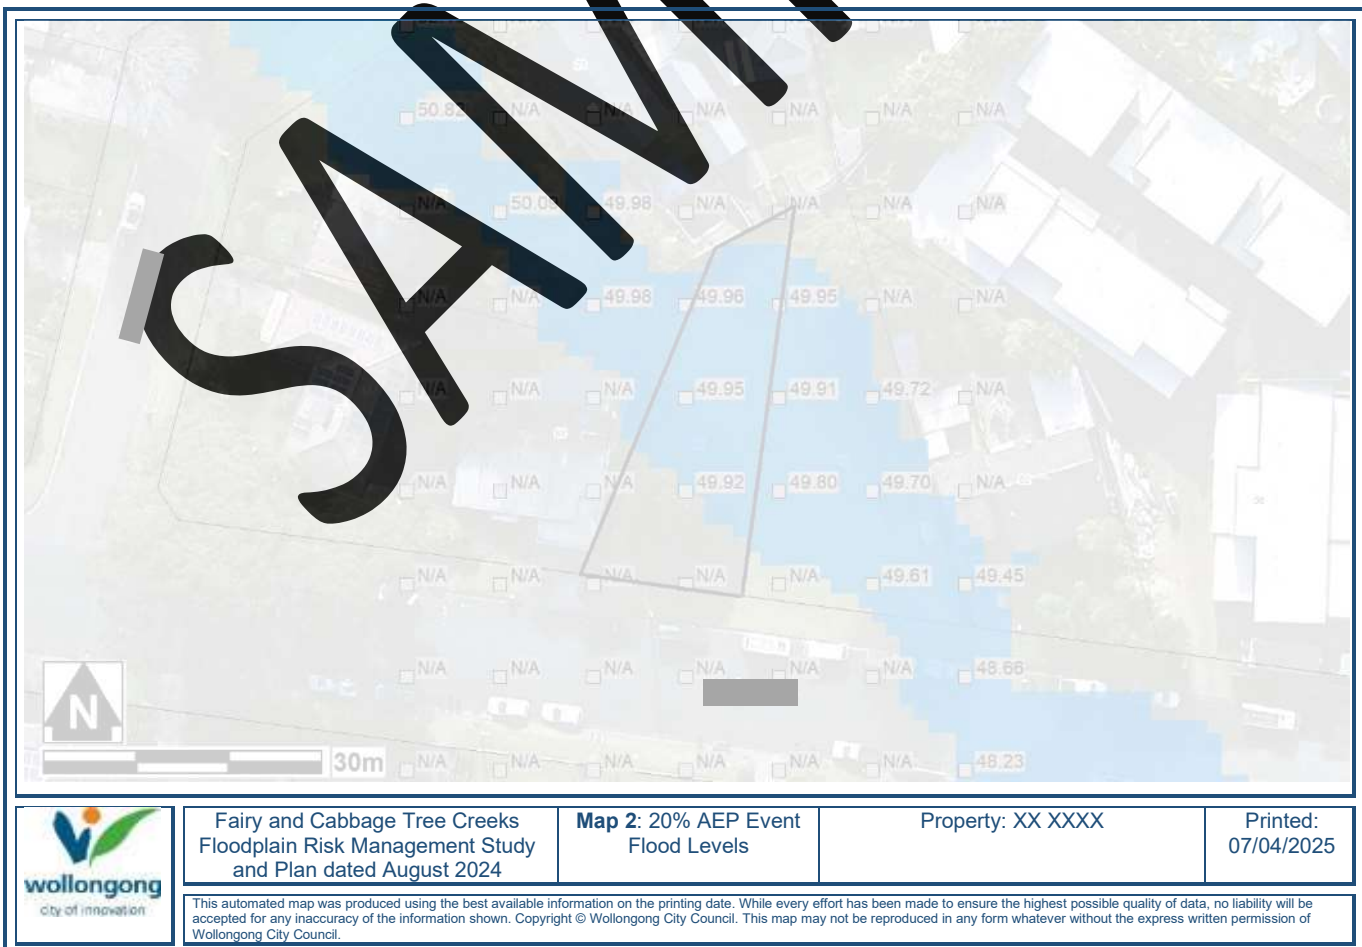 SAMP
50.82 N/A N/A N/A N/A N/A N/A
N/A 50.09 49.98 N/A N/A N/A N/A
N/A N/A 49.98 49.96 49.95 N/A N/A
N/A N/A N/A 49.95 49.91 49.72 N/A
N/A N/A N/A 49.92 49.80 49.70 N/A
N/A N/A N/A N/A N/A 49.61 49.45
N/A N/A N/A N/A N/A N/A 48.66
N/A N/A N/A N/A N/A N/A 48.23
N
30m
wollongong
city of innovation
Fairy and Cabbage Tree Creeks
Floodplain Risk Management Study
and Plan dated August 2024
Map 2: 20% AEP Event
Flood Levels
Property: XX XXXX
Printed:
07/04/2025
This automated map was produced using the best available information on the printing date. While every effort has been made to ensure the highest possible quality of data, no liability will be
accepted for any inaccuracy of the information shown. Copyright © Wollongong City Council. This map may not be reproduced in any form whatever without the express written permission of
Wollongong City Council.